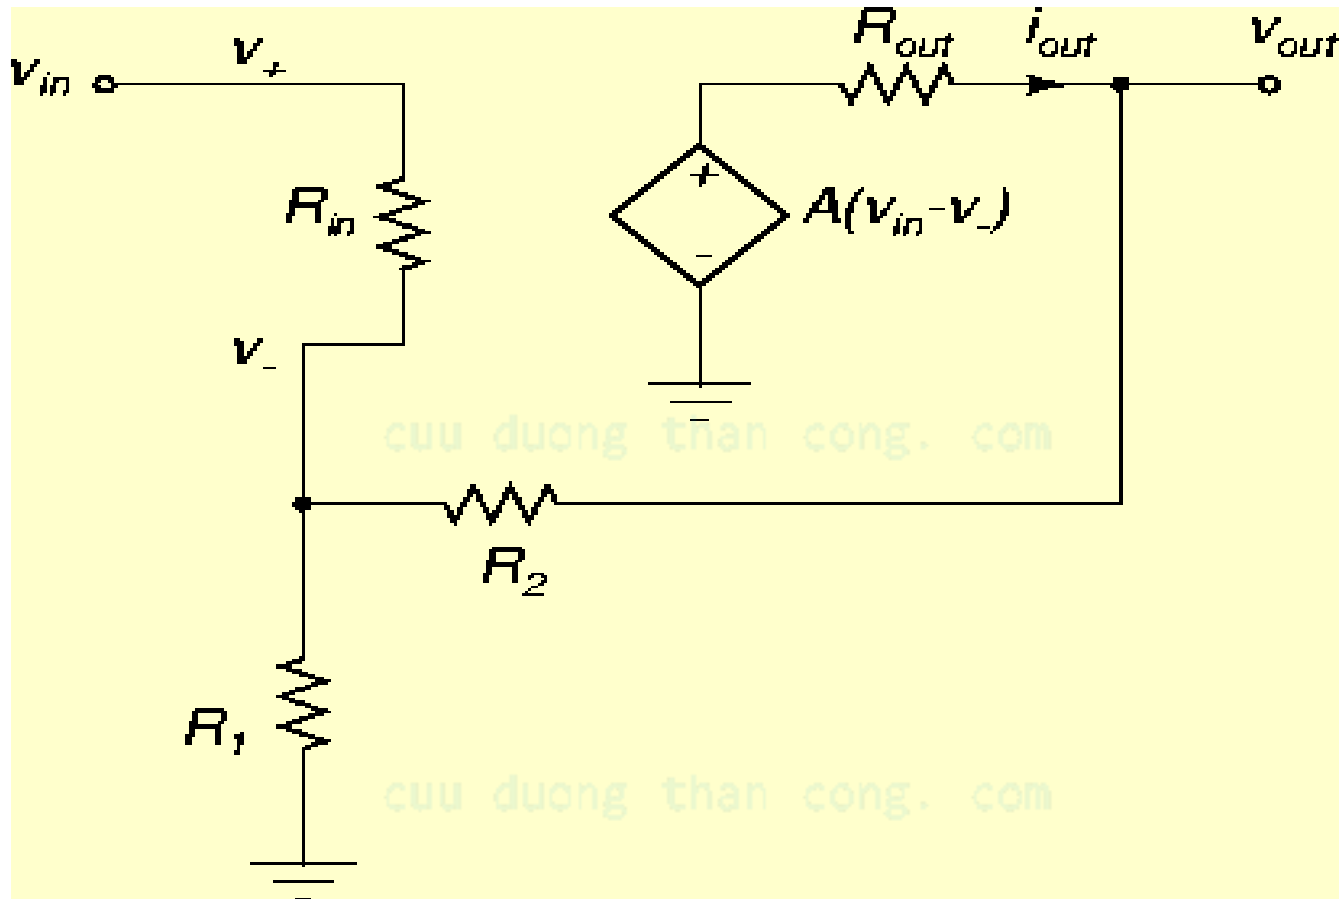 v_in
v_+
R_out
i_out
v_out
+
A(v_in-v_-)
-
R_in
v_-
cuu duong than cong. com
R_2
R_1
cuu duong than cong. com